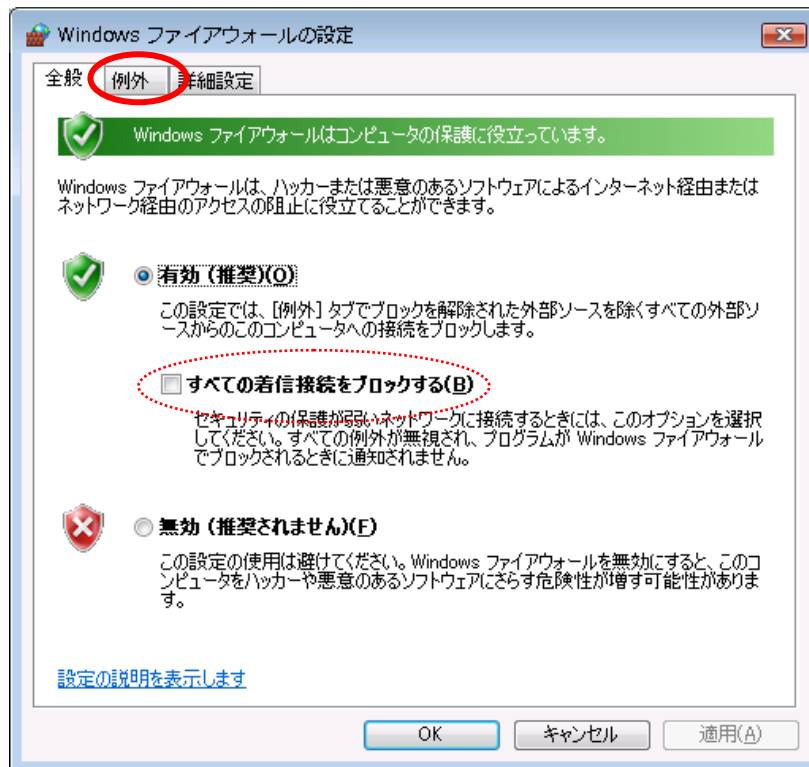 Windows ファイアウォールの設定
全般 例外 詳細設定
Windows ファイアウォールはコンピュータの保護に役立っています。
Windows ファイアウォールは、ハッカーまたは悪意のあるソフトウェアによるインターネット経由または
ネットワーク経由のアクセスの阻止に役立てることができます。
有効 (推奨)(O)
この設定では、[例外] タブでブロックを解除された外部ソースを除くすべての外部ソ
ースからのこのコンピュータへの接続をブロックします。
すべての着信接続をブロックする(B)
セキュリティの保護が弱いネットワークに接続するときには、このオプションを選択
してください。すべての例外が無視され、プログラムが Windows ファイアウォール
でブロックされるときに通知されません。
無効 (推奨されません)(F)
この設定の使用は避けてください。Windows ファイアウォールを無効にすると、このコ
ンピュータをハッカーや悪意のあるソフトウェアにさらす危険性が増す可能性がありま
す。
設定の説明を表示します
OK キャンセル 適用(A)